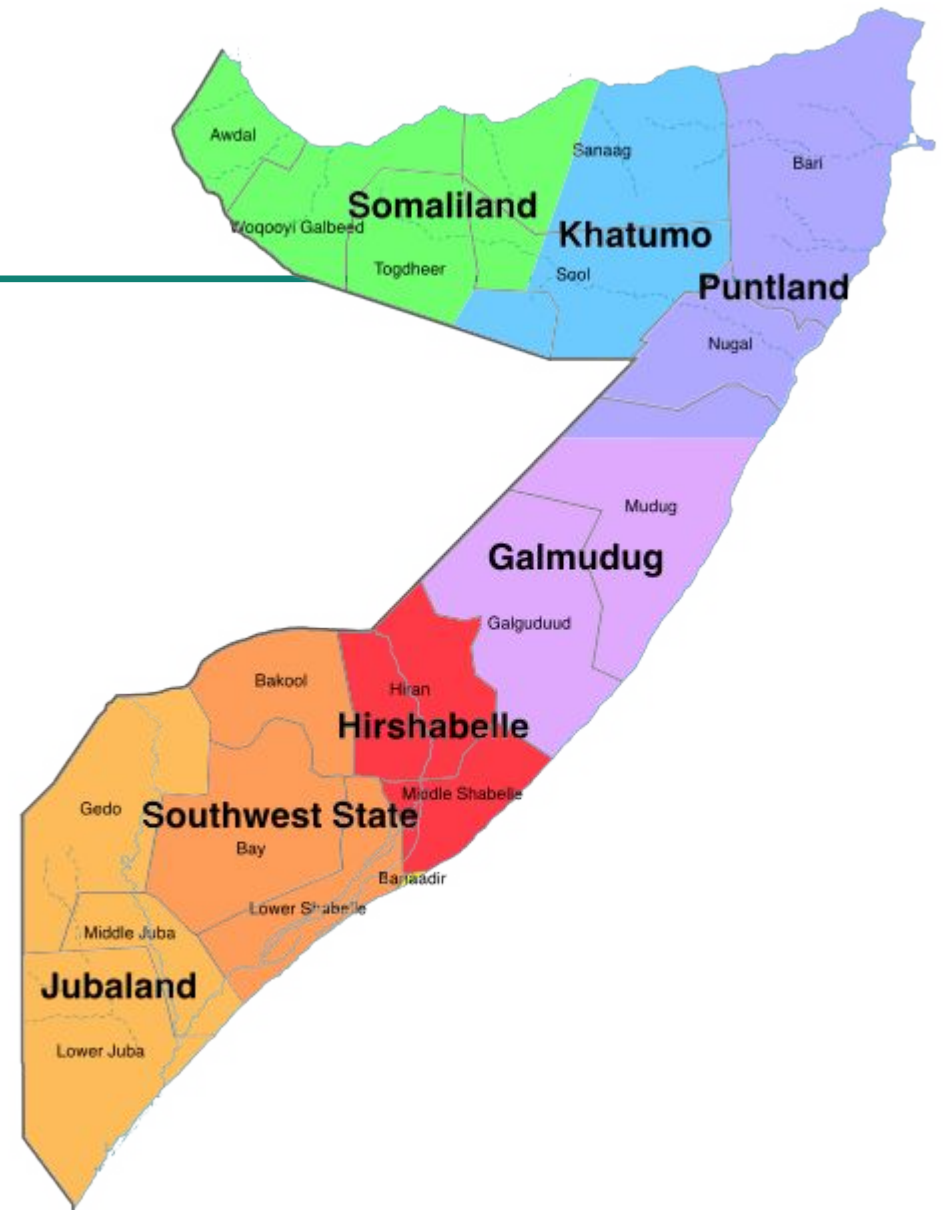 Awdal
Sanaag
Bari
Somaliland
Woqooyi Galbeed
Khatumo
Togdheer
Sool
Puntland
Nugal
Mudug
Galmudug
Galguduud
Bakool
Hiran
Hirshabelle
Middle Shabelle
Gedo
Southwest State
Bay
Banaadir
Lower Shabelle
Middle Juba
Jubaland
Lower Juba